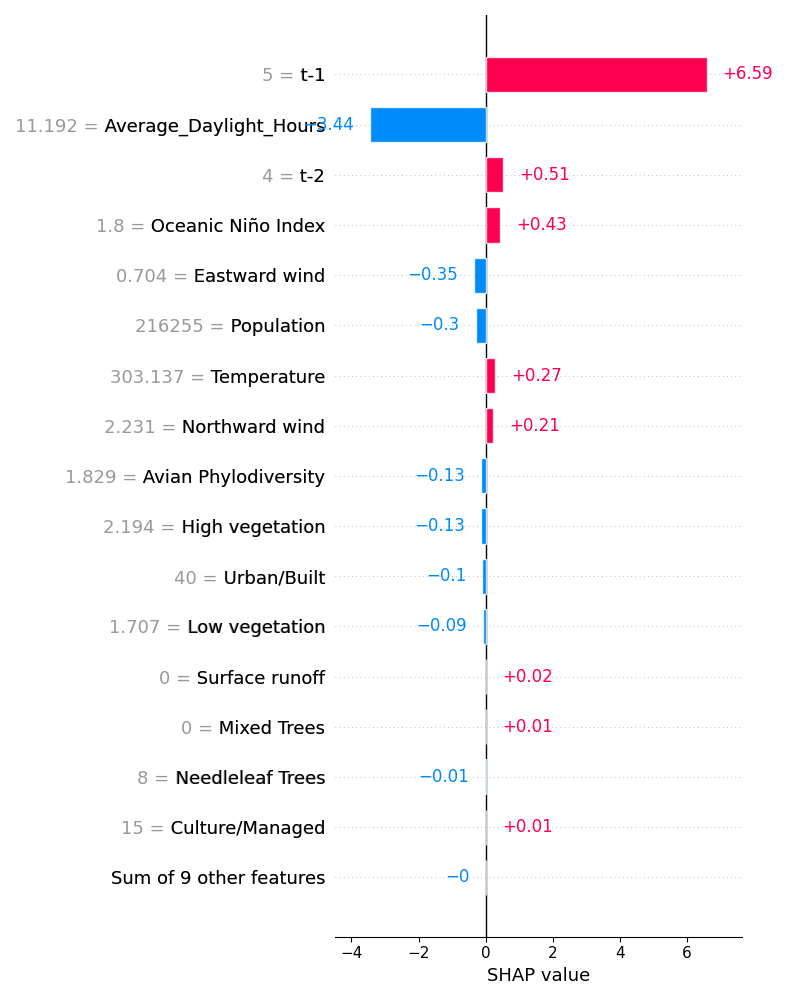 5 = t-1 +6.59
11.192 = Average_Daylight_Hours −3.44
4 = t-2 +0.51
1.8 = Oceanic Niño Index +0.43
0.704 = Eastward wind −0.35
216255 = Population −0.3
303.137 = Temperature +0.27
2.231 = Northward wind +0.21
1.829 = Avian Phylodiversity −0.13
2.194 = High vegetation −0.13
40 = Urban/Built −0.1
1.707 = Low vegetation −0.09
0 = Surface runoff +0.02
0 = Mixed Trees +0.01
8 = Needleleaf Trees −0.01
15 = Culture/Managed +0.01
Sum of 9 other features −0
−4 −2 0 2 4 6
SHAP value